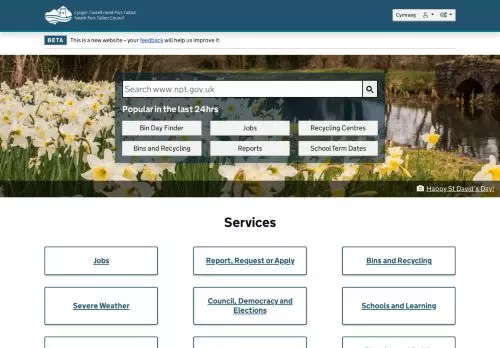 Cyngor Castell-nedd Port Talbot
Neath Port Talbot Council
Cymraeg
BETA This is a new website – your feedback will help us improve it.
Search www.npt.gov.uk
Popular in the last 24hrs
Bin Day Finder Jobs Recycling Centres
Bins and Recycling Reports School Term Dates
Happy St David's Day!
Services
Jobs Report, Request or Apply Bins and Recycling
Severe Weather Council, Democracy and Elections Schools and Learning